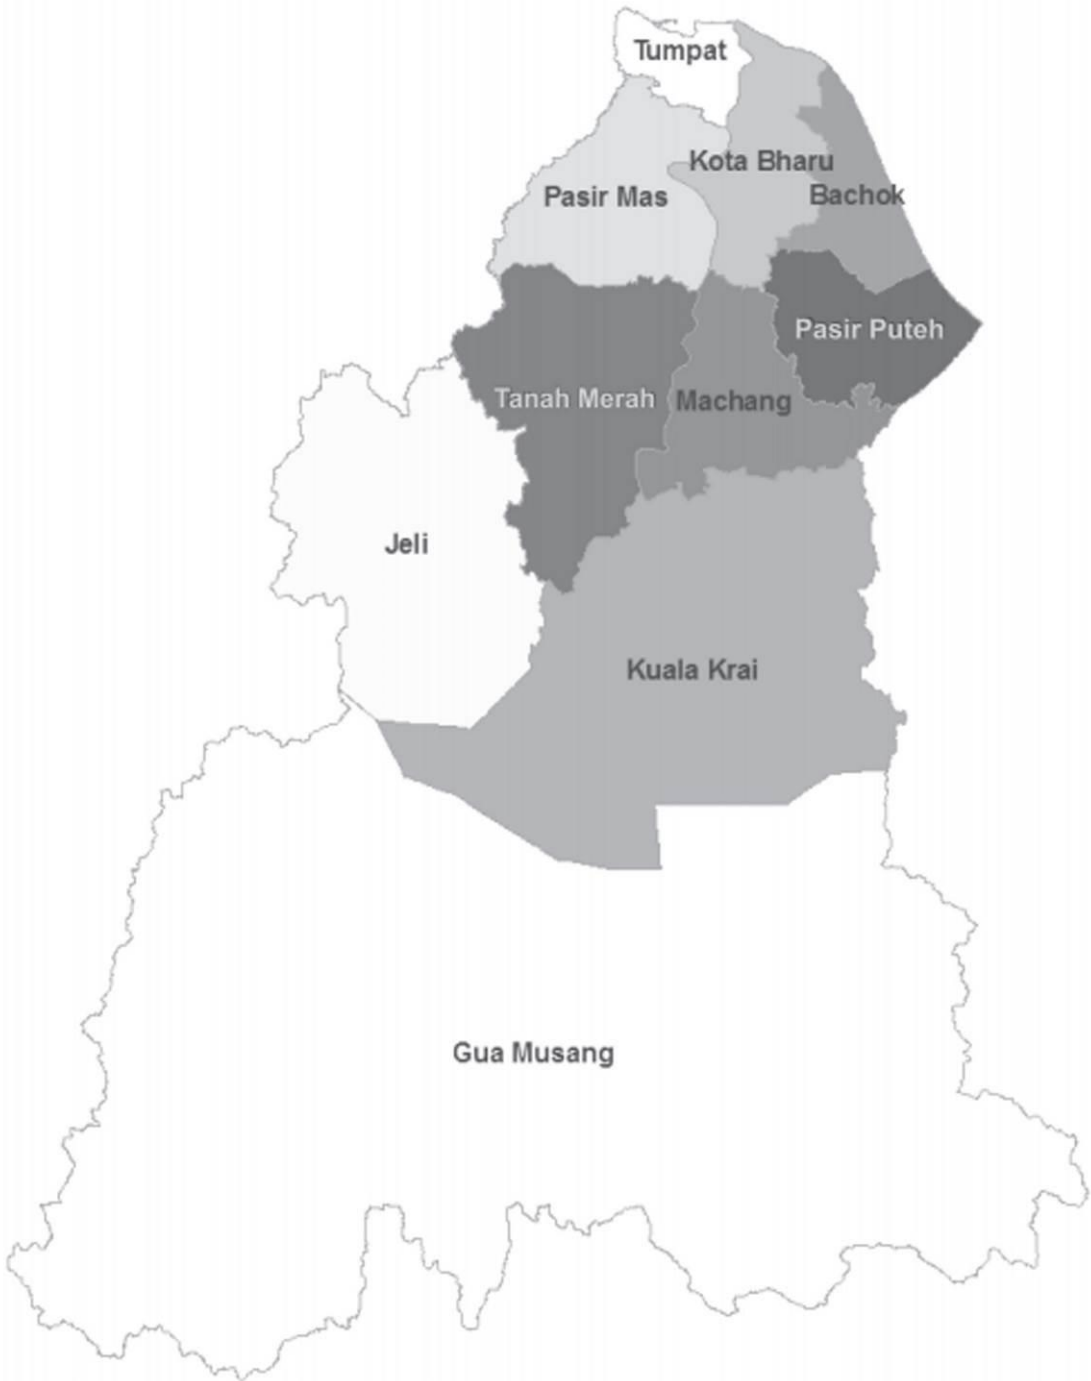 Tumpat
Kota Bharu
Pasir Mas
Bachok
Pasir Puteh
Tanah Merah
Machang
Jeli
Kuala Krai
Gua Musang